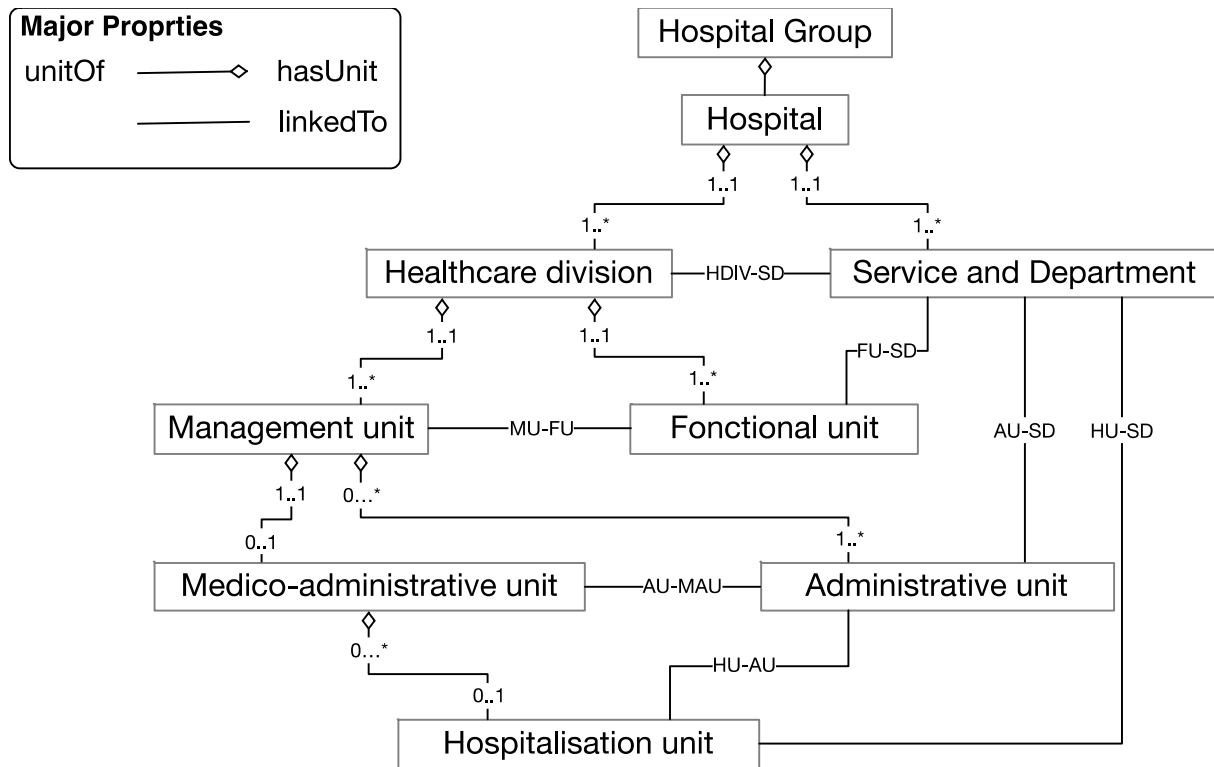 Major Proprties
unitOf hasUnit
linkedTo
Hospital Group
Hospital
1..1 1..1
1..* 1..*
Healthcare division HDIV-SD Service and Department
1..1 1..1
FU-SD
1..* 1..*
Management unit MU-FU Fonctional unit AU-SD HU-SD
1..1 0...*
0..1 1..*
Medico-administrative unit AU-MAU Administrative unit
0...*
HU-AU
0..1
Hospitalisation unit